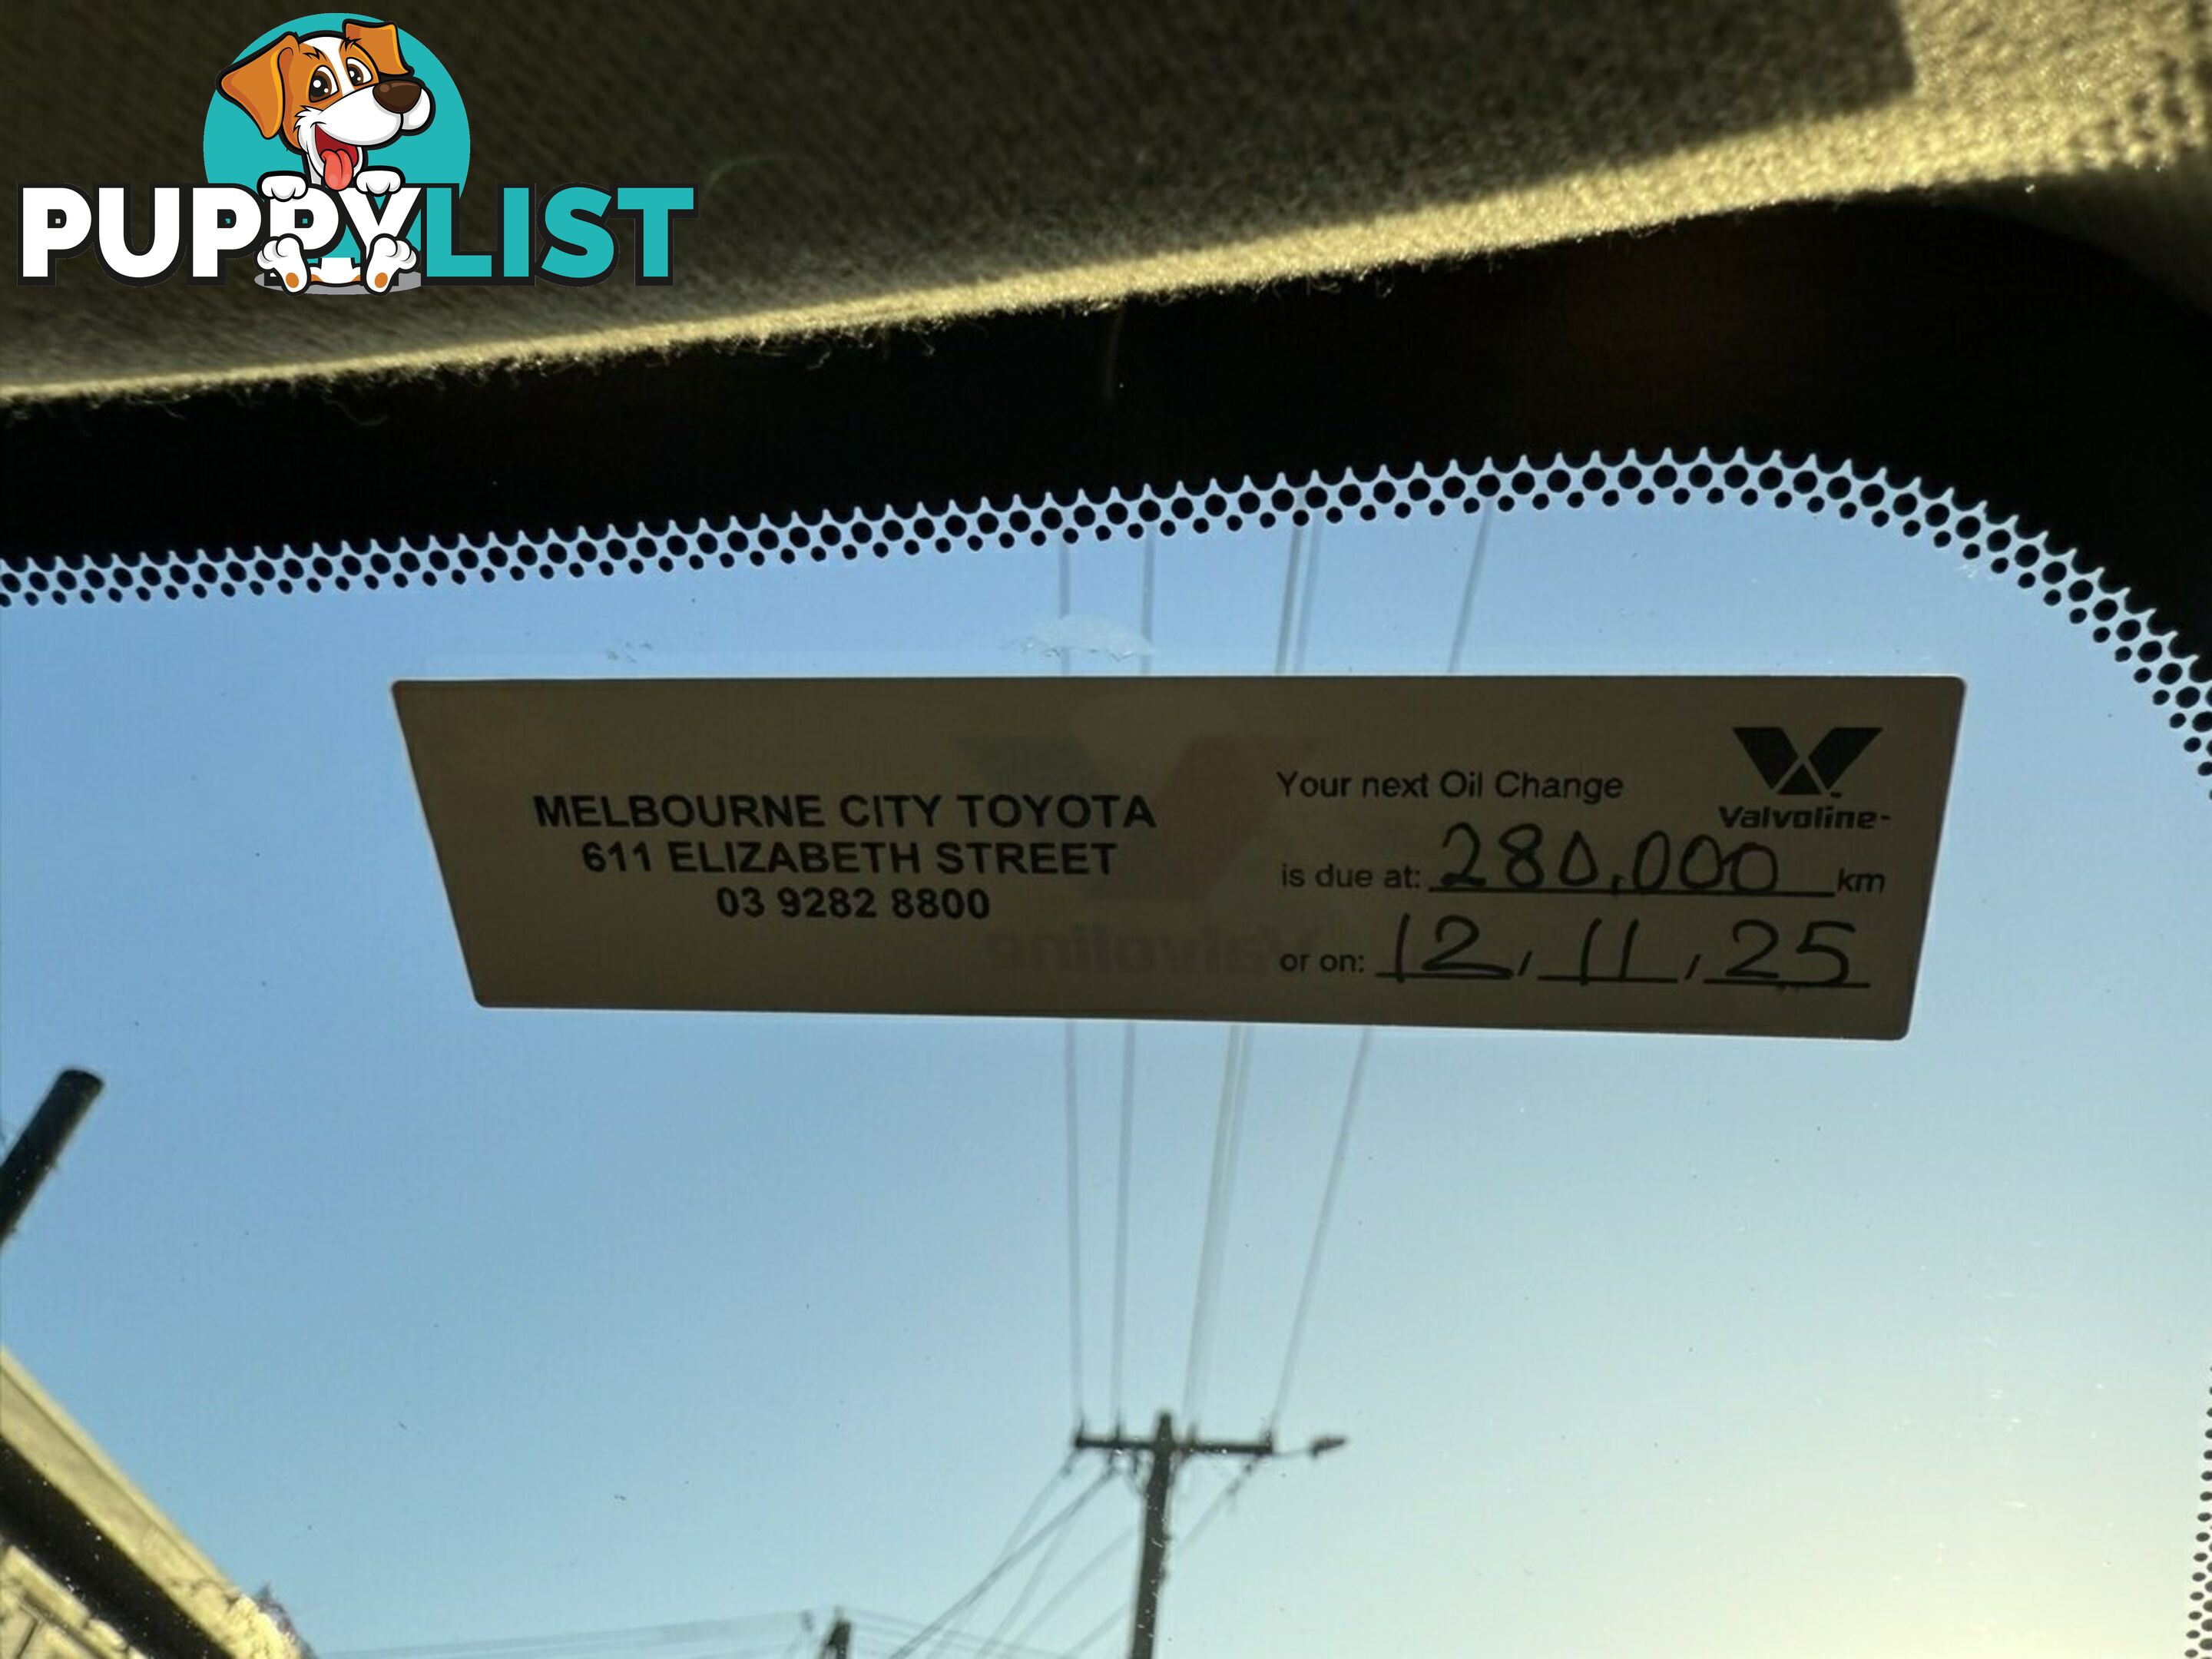 PUPPYLIST
MELBOURNE CITY TOYOTA
611 ELIZABETH STREET
03 9282 8800
Your next Oil Change
Valvoline
is due at: 280,000 km
or on: 12, 11, 25
Valvoline